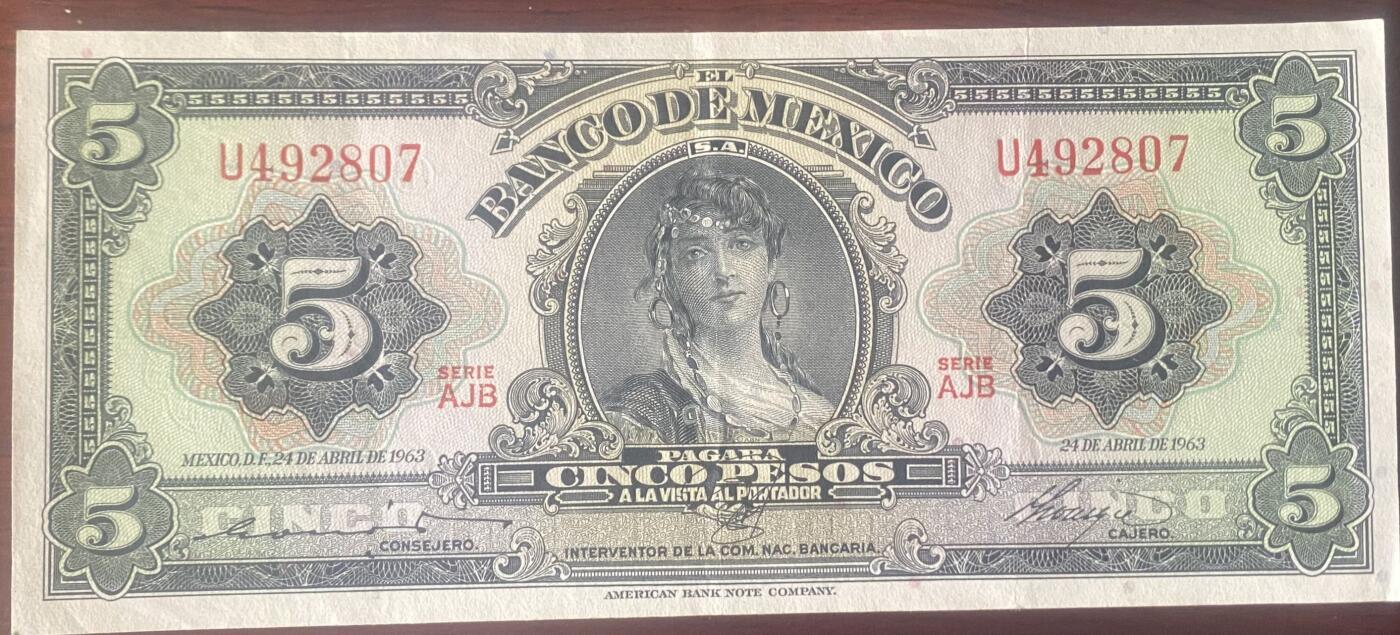 EL
BANCO DE MEXICO
S.A.
5
5
U492807
U492807
5
5
SERIE
AJB
SERIE
AJB
MEXICO, D. F., 24 DE ABRIL DE 1963
24 DE ABRIL DE 1963
PAGARA
CINCO PESOS
A LA VISTA AL PORTADOR
5
5
CINCO
CINCO
CONSEJERO.
INTERVENTOR DE LA COM. NAC. BANCARIA.
CAJERO.
AMERICAN BANK NOTE COMPANY.